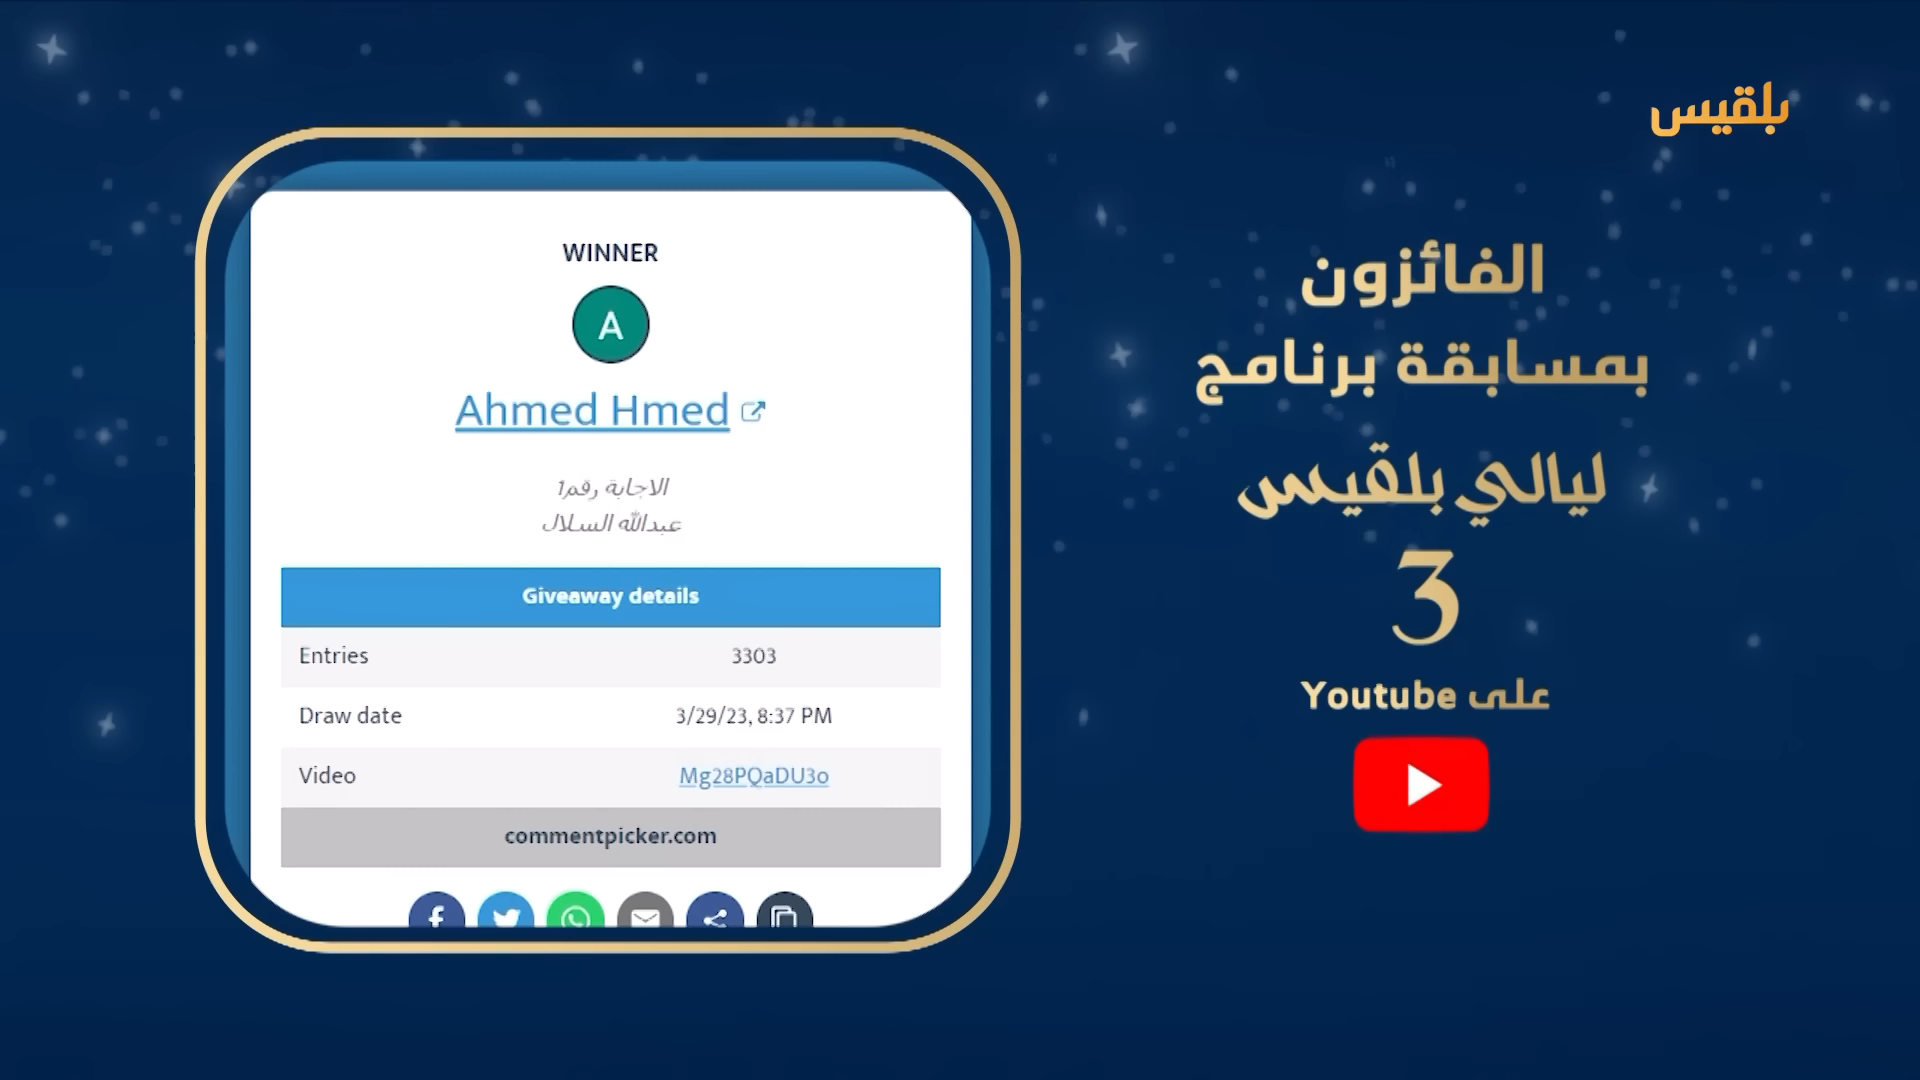 بلقيس
الفائزون
بمسابقة برنامج
ليالي بلقيس
3
على Youtube
WINNER
A
Ahmed Hmed
الاجابة رقم1
عبدالله السلال
Giveaway details
Entries 3303
Draw date 3/29/23, 8:37 PM
Video Mg28PQaDU3o
commentpicker.com